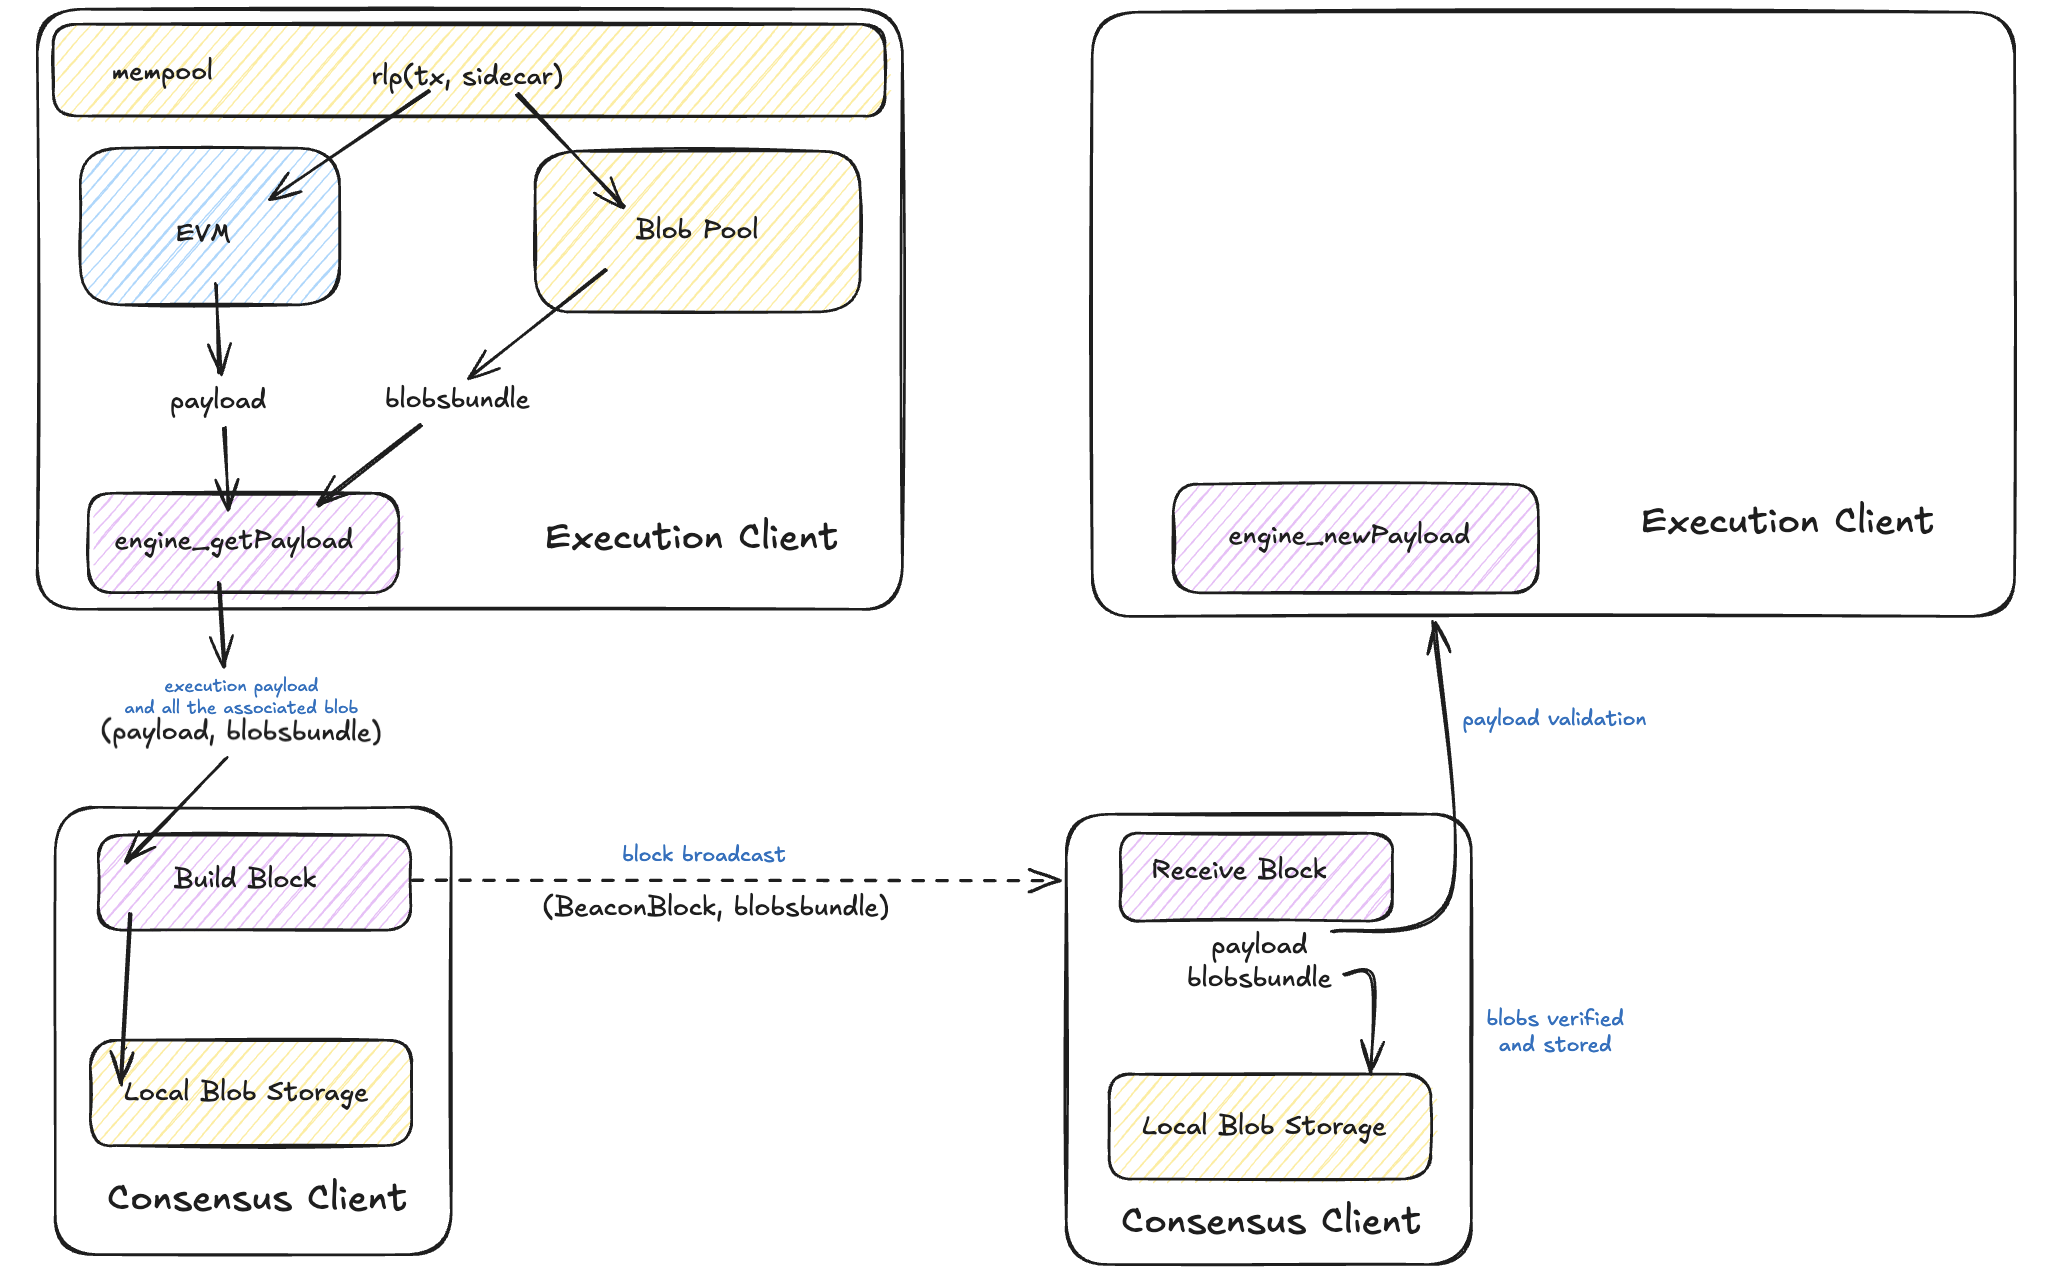 mempool
rlp(tx, sidecar)
EVM
Blob Pool
payload
blobsbundle
engine_getPayload
Execution Client
execution payload
and all the associated blob
(payload, blobsbundle)
Build Block
Local Blob Storage
Consensus Client
block broadcast
(BeaconBlock, blobsbundle)
engine_newPayload
Execution Client
payload validation
Receive Block
payload
blobsbundle
blobs verified
and stored
Local Blob Storage
Consensus Client